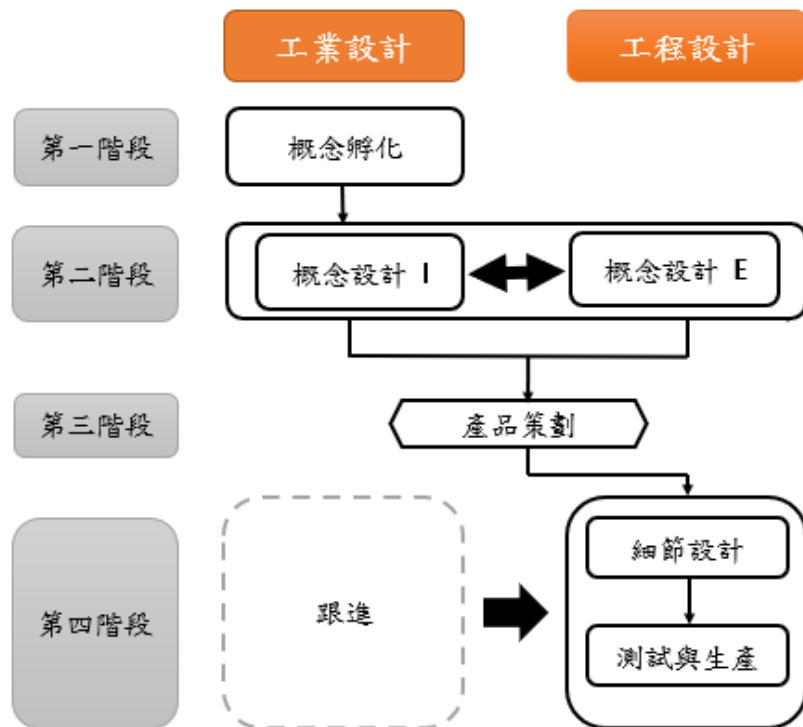 工業設計
工程設計
第一階段
概念孵化
第二階段
概念設計 I
概念設計 E
第三階段
產品策劃
第四階段
跟進
細節設計
測試與生產